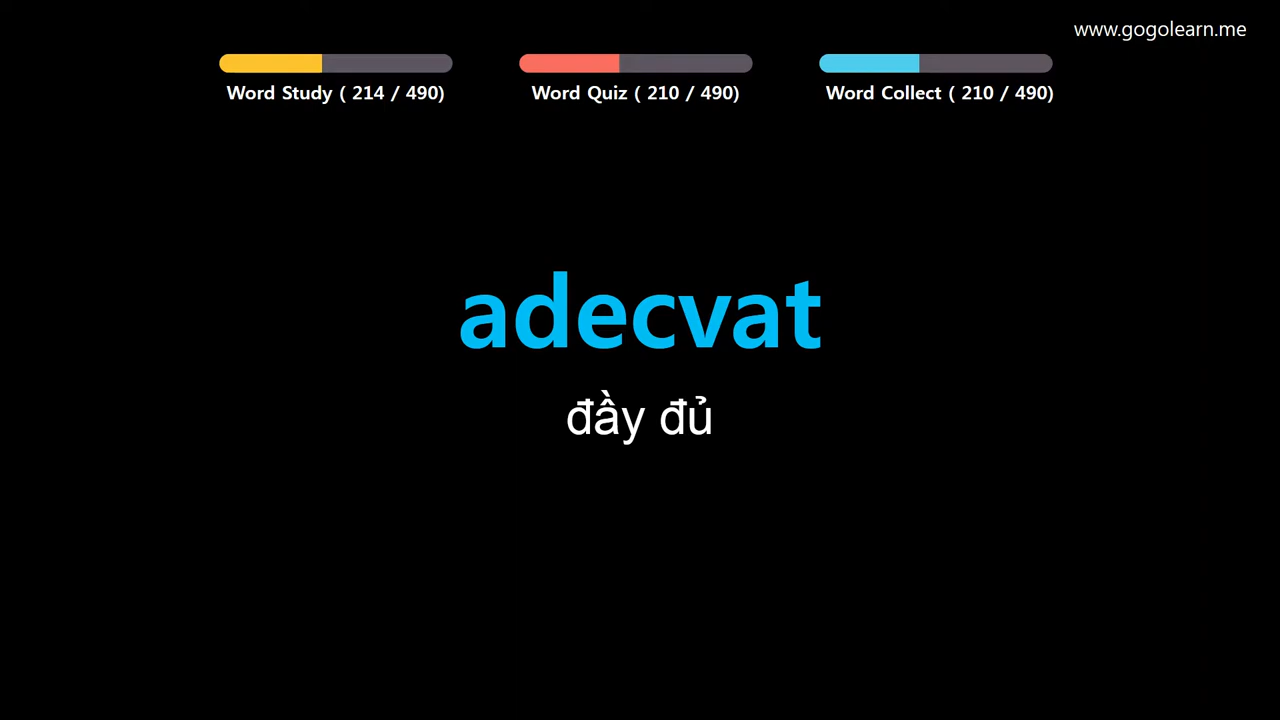 www.gogolearn.me
Word Study ( 214 / 490)
Word Quiz ( 210 / 490)
Word Collect ( 210 / 490)
adecvat
đầy đủ